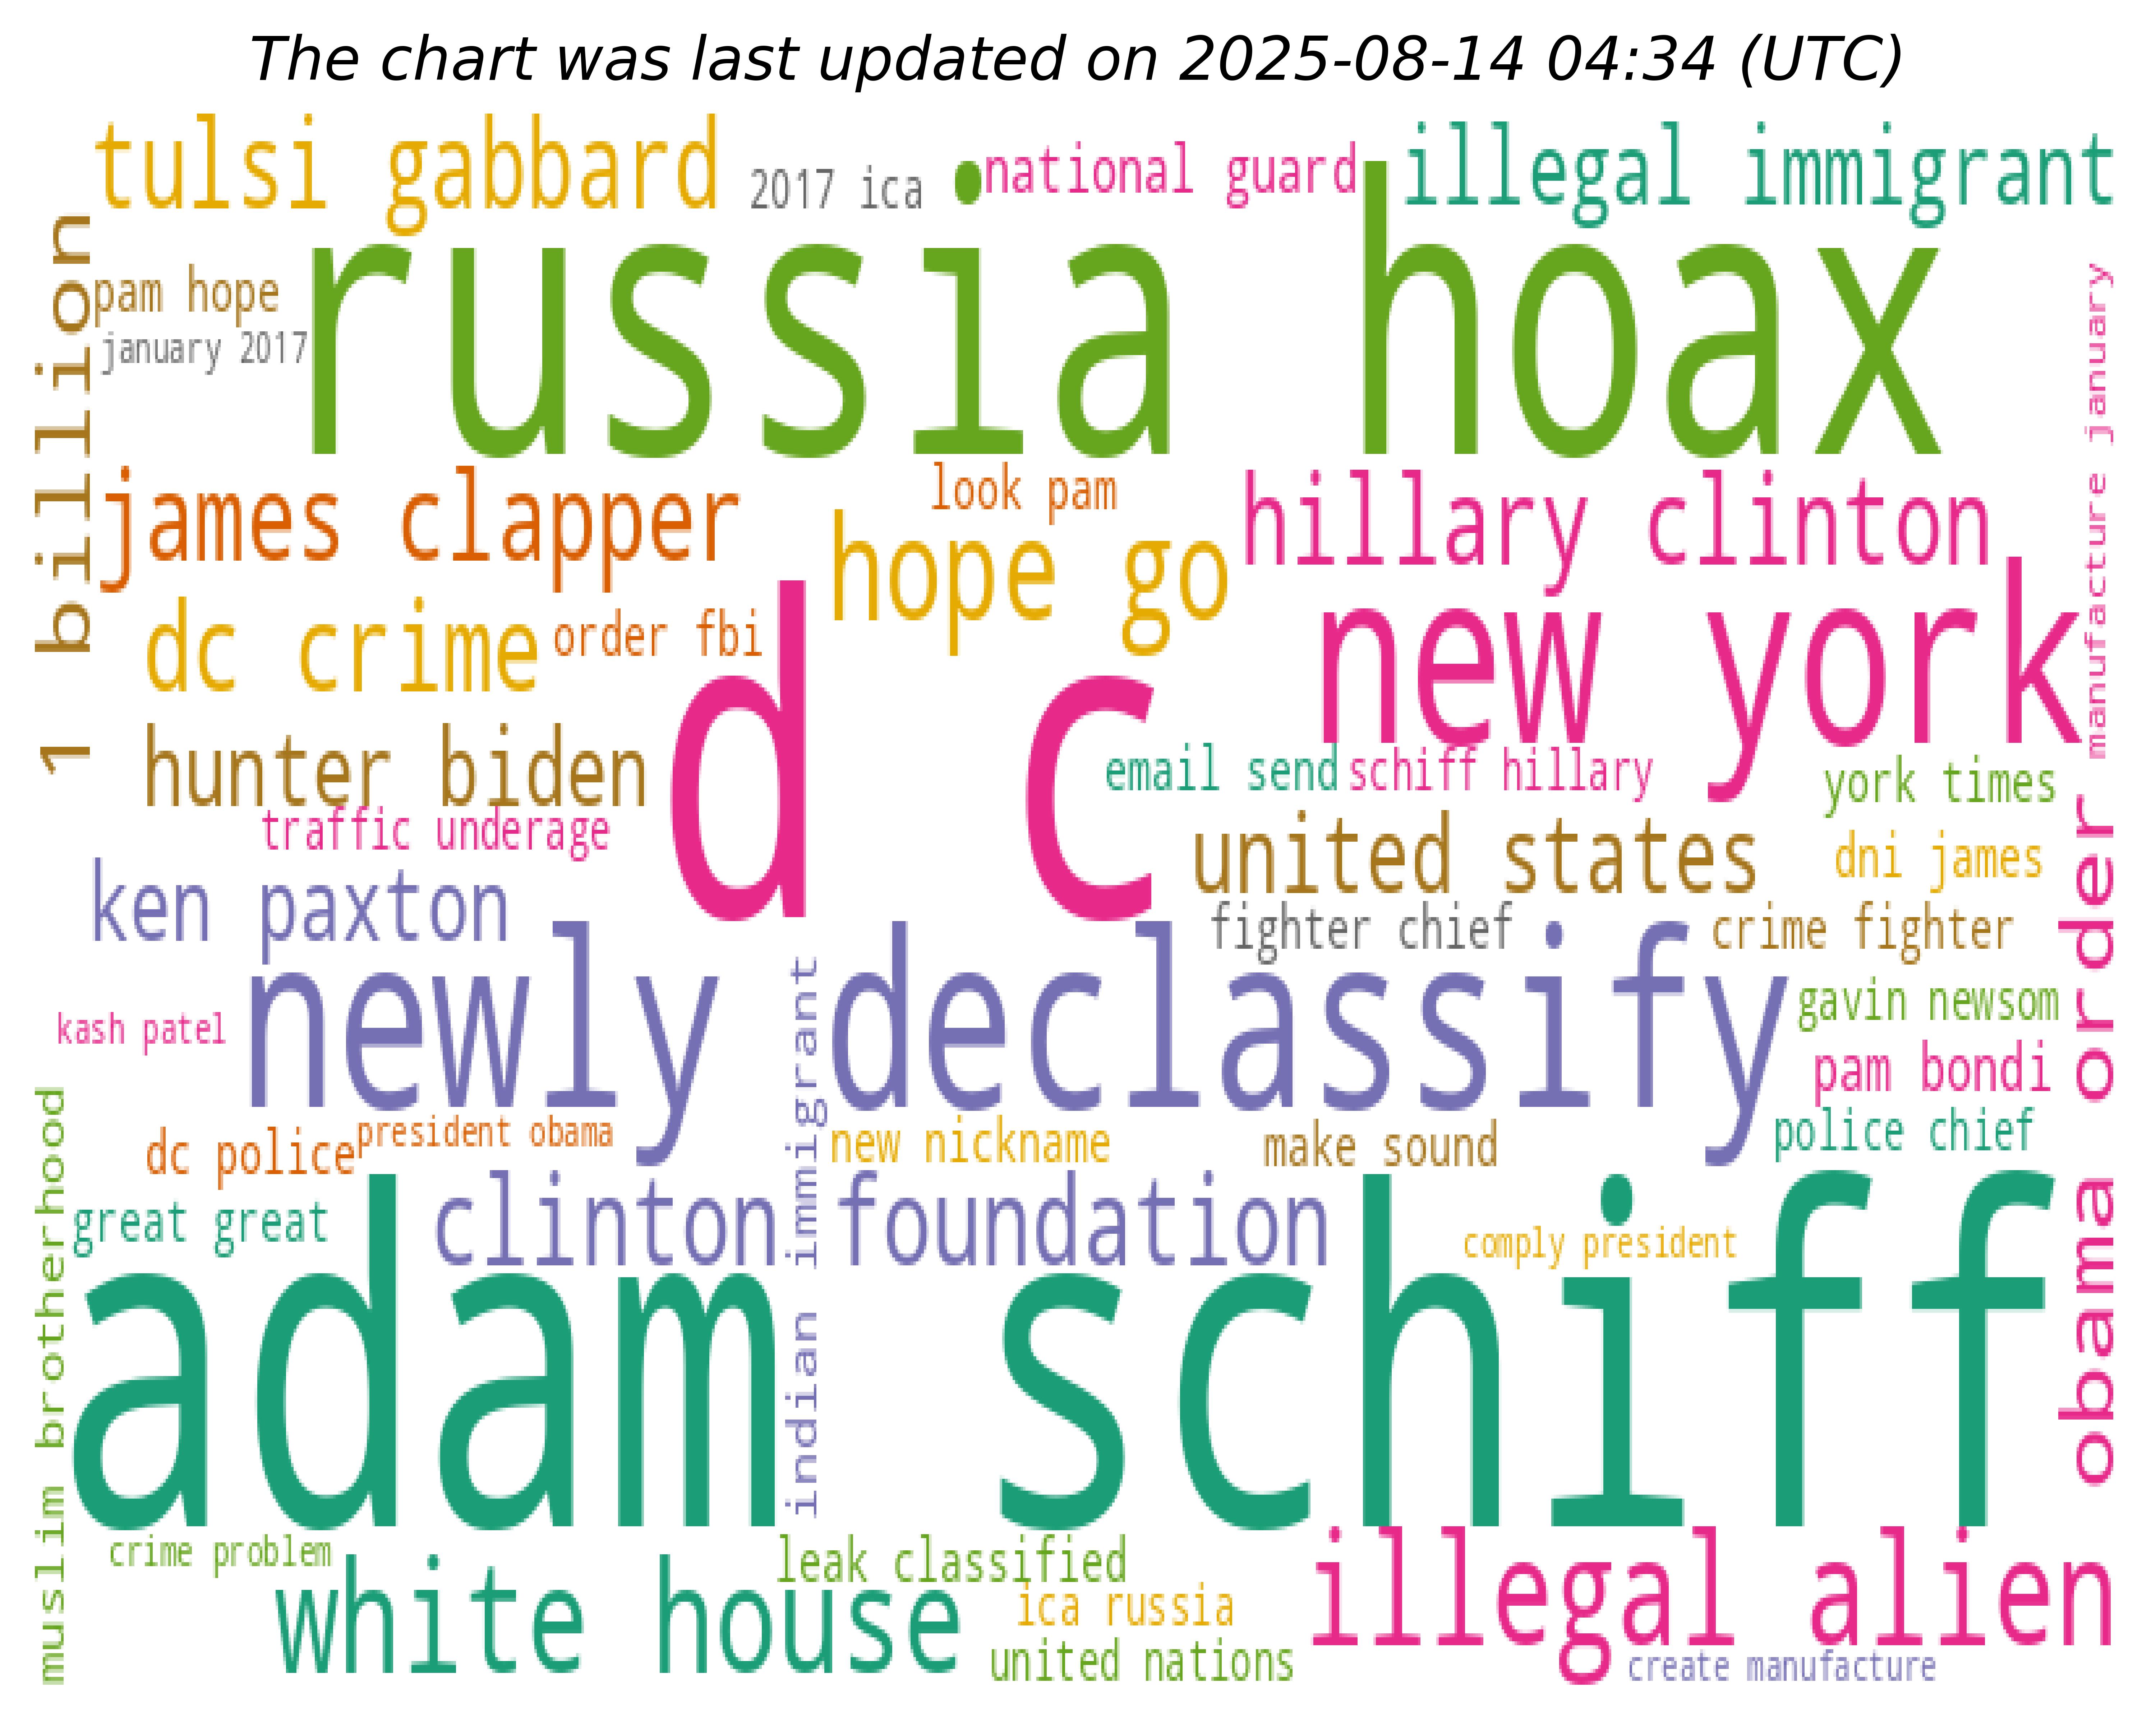 The chart was last updated on 2025-08-14 04:34 (UTC)
tulsi gabbard
2017 ica
national guard
illegal immigrant
1 billion
pam hope
january 2017
russia hoax
manufacture january
james clapper
look pam
hillary clinton
hope go
dc crime
order fbi
new york
d c
hunter biden
email send
schiff hillary
york times
traffic underage
united states
dni james
ken paxton
fighter chief
crime fighter
newly declassify
gavin newsom
kash patel
pam bondi
obama order
indian immigrant
muslim brotherhood
dc police
president obama
new nickname
make sound
police chief
great great
clinton foundation
comply president
adam schiff
crime problem
leak classified
illegal alien
white house
ica russia
united nations
create manufacture